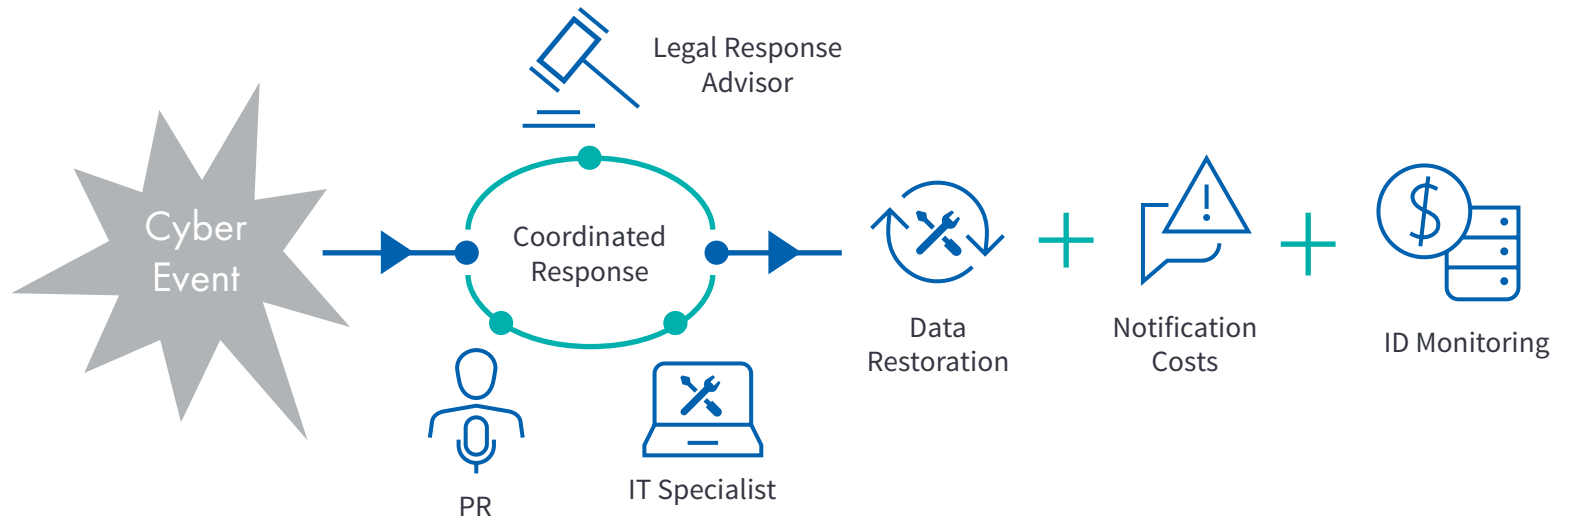 Legal Response
Advisor
Cyber
Event
Coordinated
Response
Data
Restoration
Notification
Costs
ID Monitoring
PR
IT Specialist